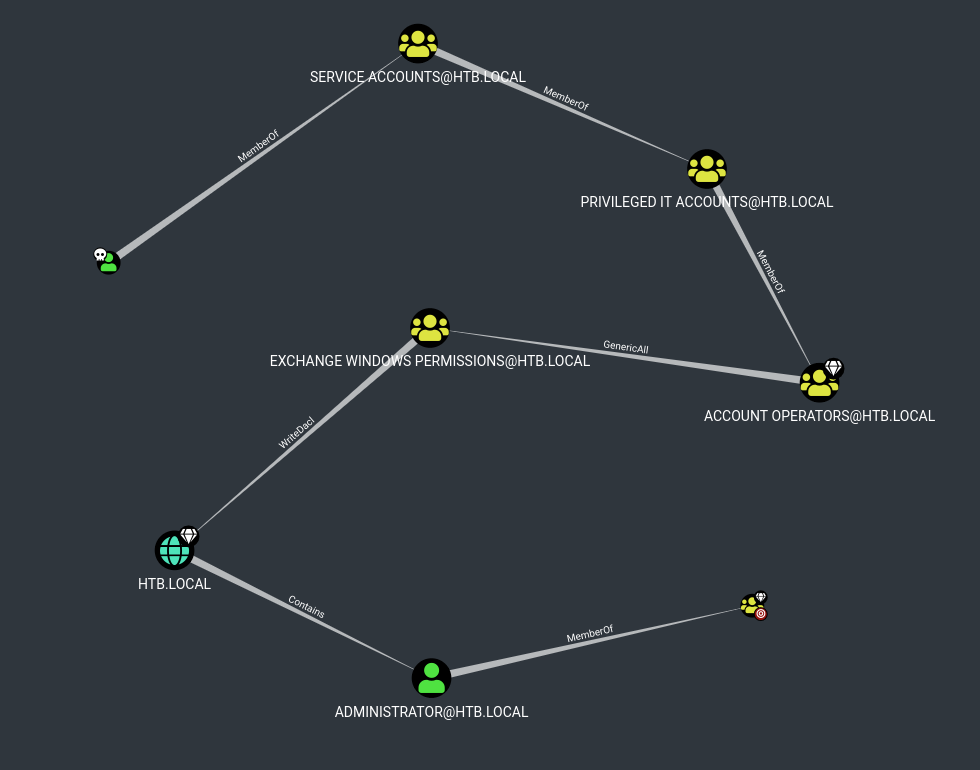 SERVICE ACCOUNTS@HTB.LOCAL
MemberOf
MemberOf
PRIVILEGED IT ACCOUNTS@HTB.LOCAL
MemberOf
GenericAll
EXCHANGE WINDOWS PERMISSIONS@HTB.LOCAL
ACCOUNT OPERATORS@HTB.LOCAL
WriteDacl
HTB.LOCAL
Contains
MemberOf
ADMINISTRATOR@HTB.LOCAL